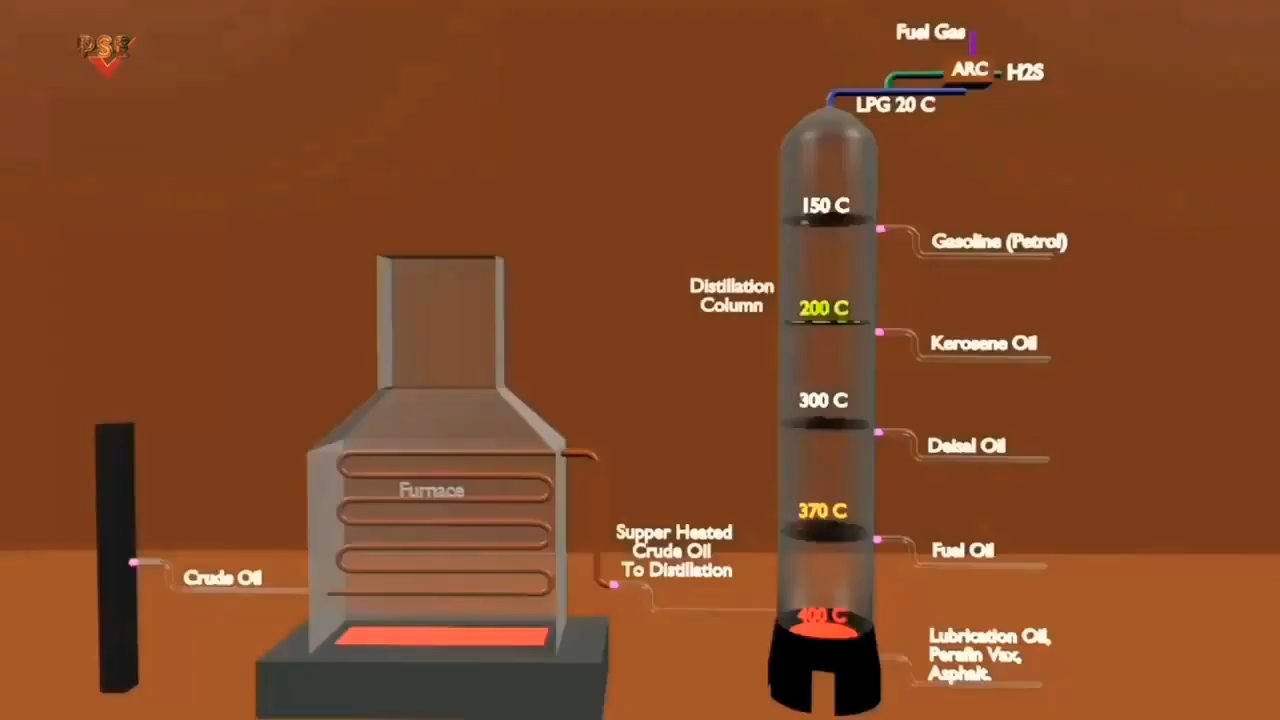 PSE
Fuel Gas
ARC
H2S
LPG 20 C
150 C
Gasoline (Petrol)
Distillation
Column
200 C
Kerosene Oil
300 C
Deisal Oil
Furnace
370 C
Supper Heated
Crude Oil
To Distillation
Fuel Oil
Crude Oil
400 C
Lubrication Oil,
Perafin Vax,
Asphalt.